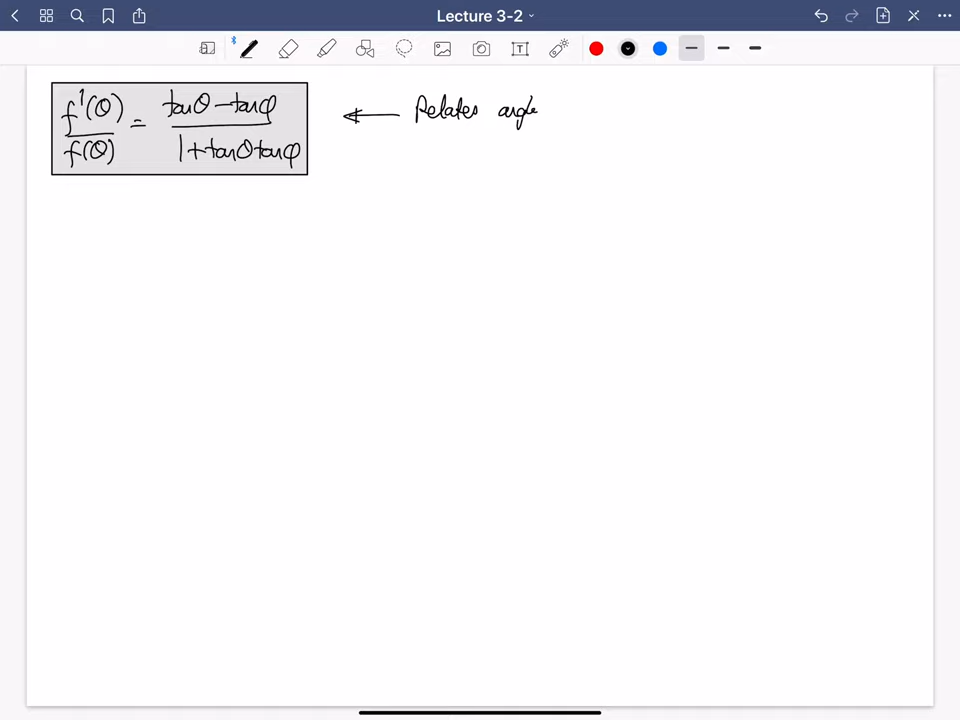 Lecture 3-2
f'(θ) / f(θ) = (tanθ - tanφ) / (1 + tanθ tanφ) ← Relates angle